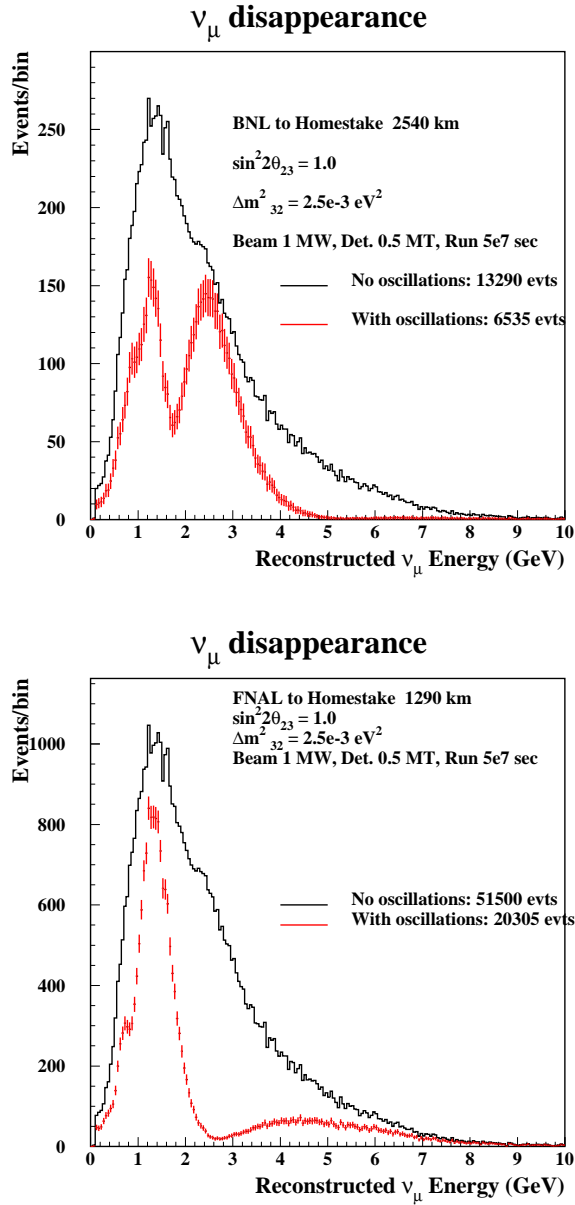 νμ disappearance
Events/bin
250
200
150
100
50
0
BNL to Homestake 2540 km
sin²2θ₂₃ = 1.0
Δm²₃₂ = 2.5e-3 eV²
Beam 1 MW, Det. 0.5 MT, Run 5e7 sec
No oscillations: 13290 evts
With oscillations: 6535 evts
0 1 2 3 4 5 6 7 8 9 10
Reconstructed νμ Energy (GeV)
νμ disappearance
Events/bin
1000
800
600
400
200
0
FNAL to Homestake 1290 km
sin²2θ₂₃ = 1.0
Δm²₃₂ = 2.5e-3 eV²
Beam 1 MW, Det. 0.5 MT, Run 5e7 sec
No oscillations: 51500 evts
With oscillations: 20305 evts
0 1 2 3 4 5 6 7 8 9 10
Reconstructed νμ Energy (GeV)